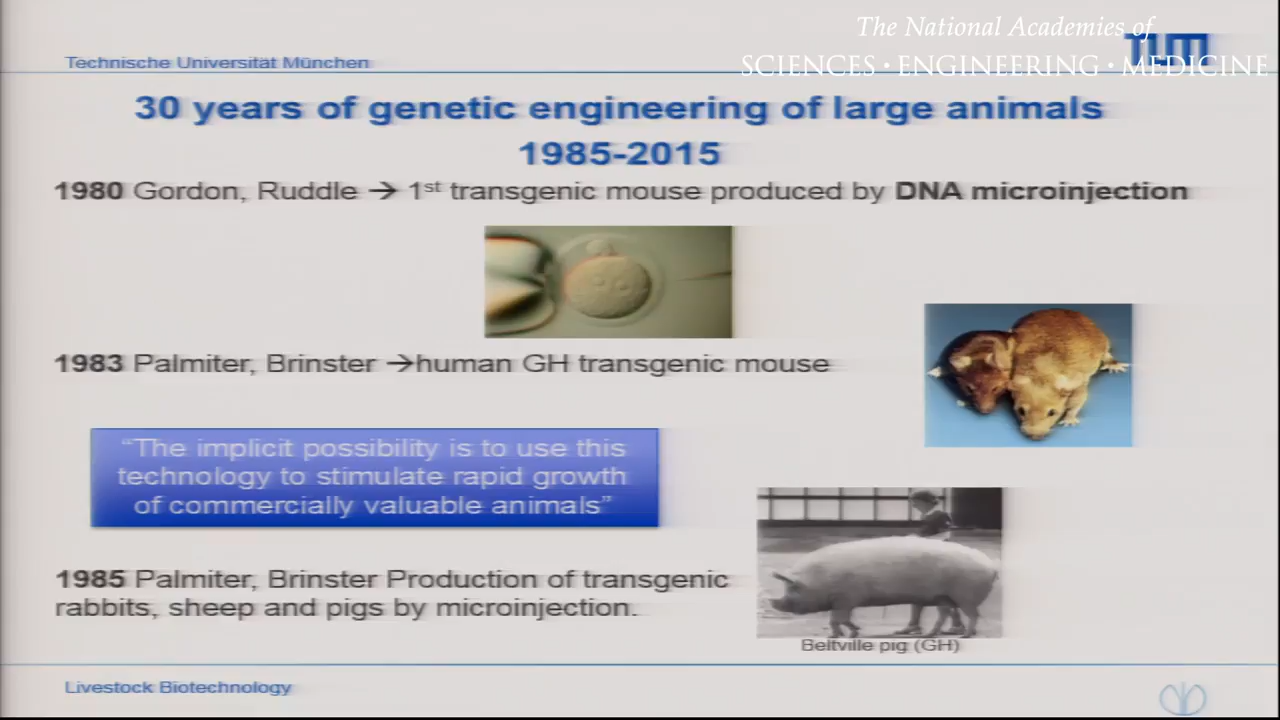 The National Academies of
SCIENCES · ENGINEERING · MEDICINE
TUM
Technische Universität München
30 years of genetic engineering of large animals
1985-2015
1980 Gordon, Ruddle → 1st transgenic mouse produced by DNA microinjection
1983 Palmiter, Brinster →human GH transgenic mouse
“The implicit possibility is to use this
technology to stimulate rapid growth
of commercially valuable animals”
1985 Palmiter, Brinster Production of transgenic
rabbits, sheep and pigs by microinjection.
Beltville pig (GH)
Livestock Biotechnology